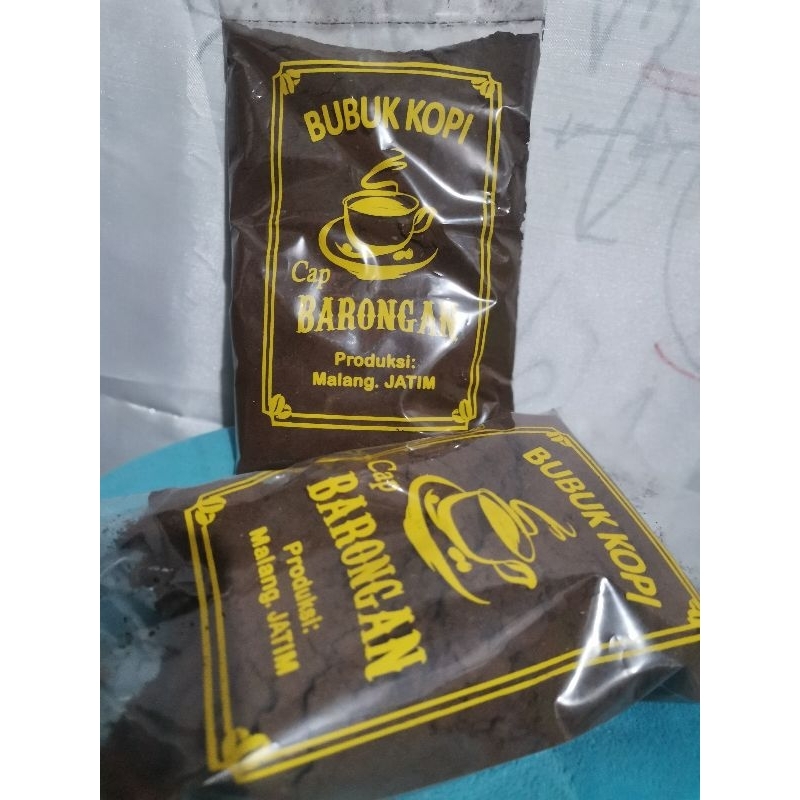 BUBUK KOPI
Cap
BARONGAN
Produksi:
Malang. JATIM
BUBUK KOPI
Cap
BARONGAN
Produksi:
Malang. JATIM